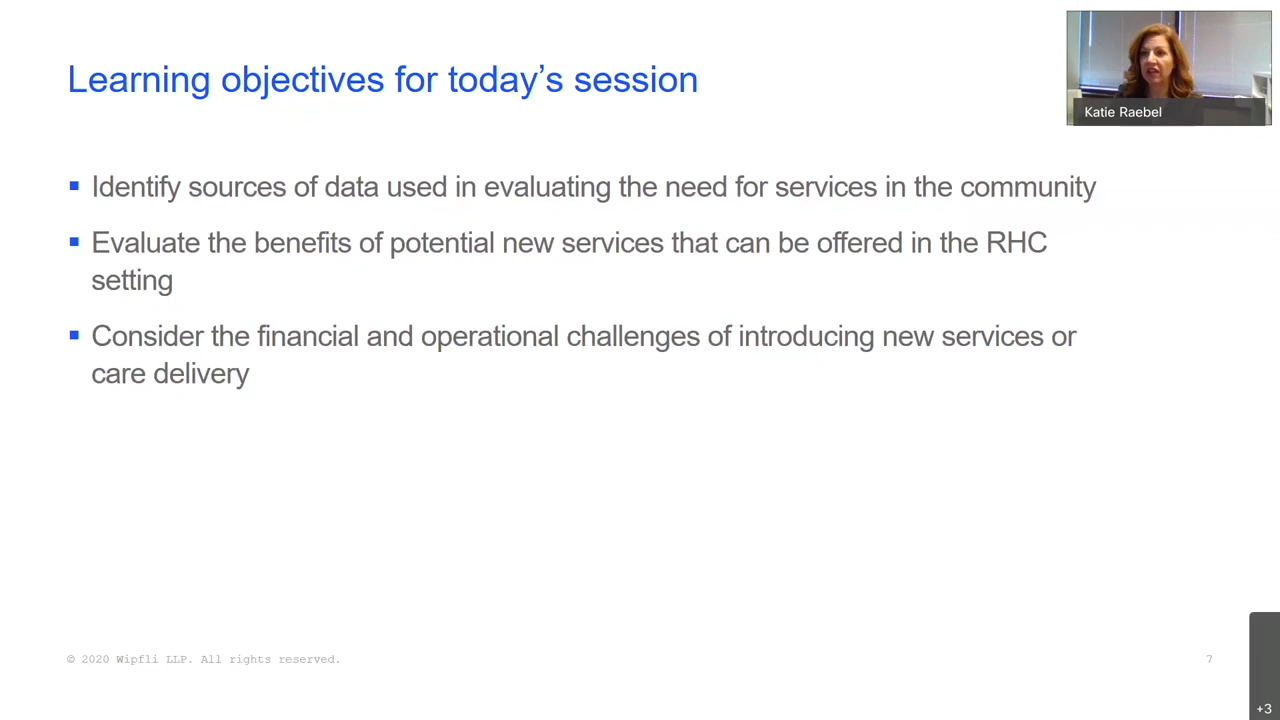 Learning objectives for today's session
Katie Raebel
▪ Identify sources of data used in evaluating the need for services in the community
▪ Evaluate the benefits of potential new services that can be offered in the RHC
setting
▪ Consider the financial and operational challenges of introducing new services or
care delivery
© 2020 Wipfli LLP. All rights reserved.
7
+3